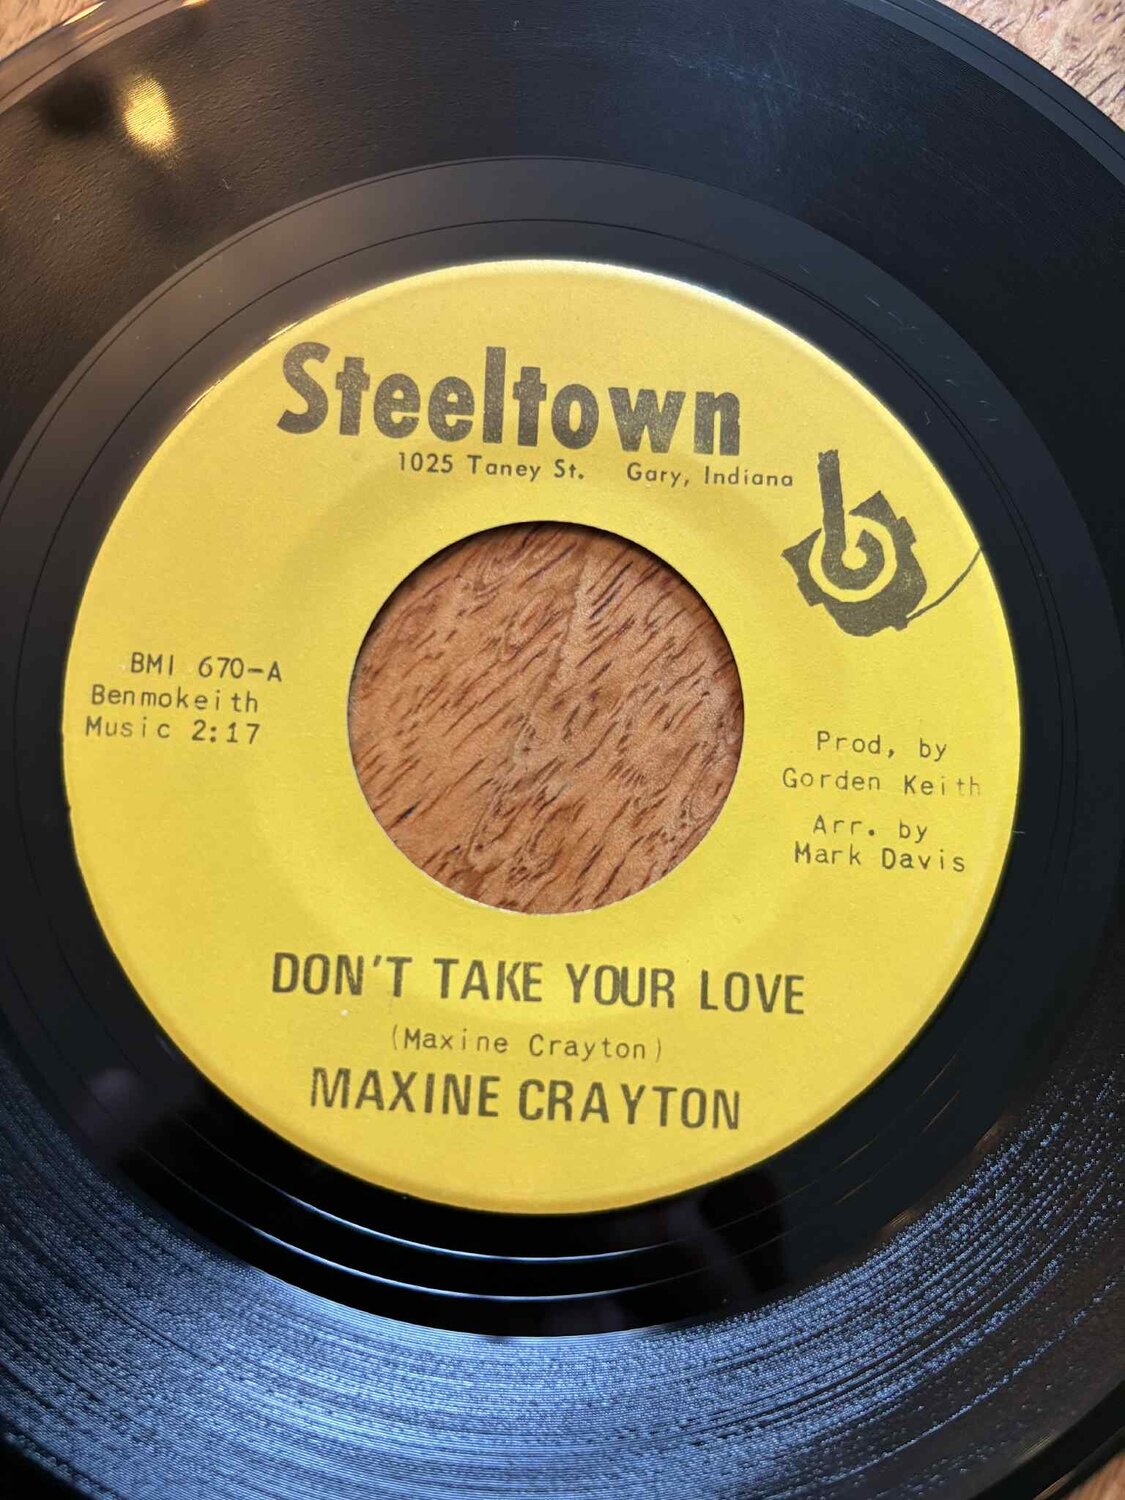 Steeltown
1025 Taney St. Gary, Indiana
BMI 670-A
Benmokeith
Music 2:17
Prod, by
Gorden Keith
Arr. by
Mark Davis
DON'T TAKE YOUR LOVE
(Maxine Crayton)
MAXINE CRAYTON